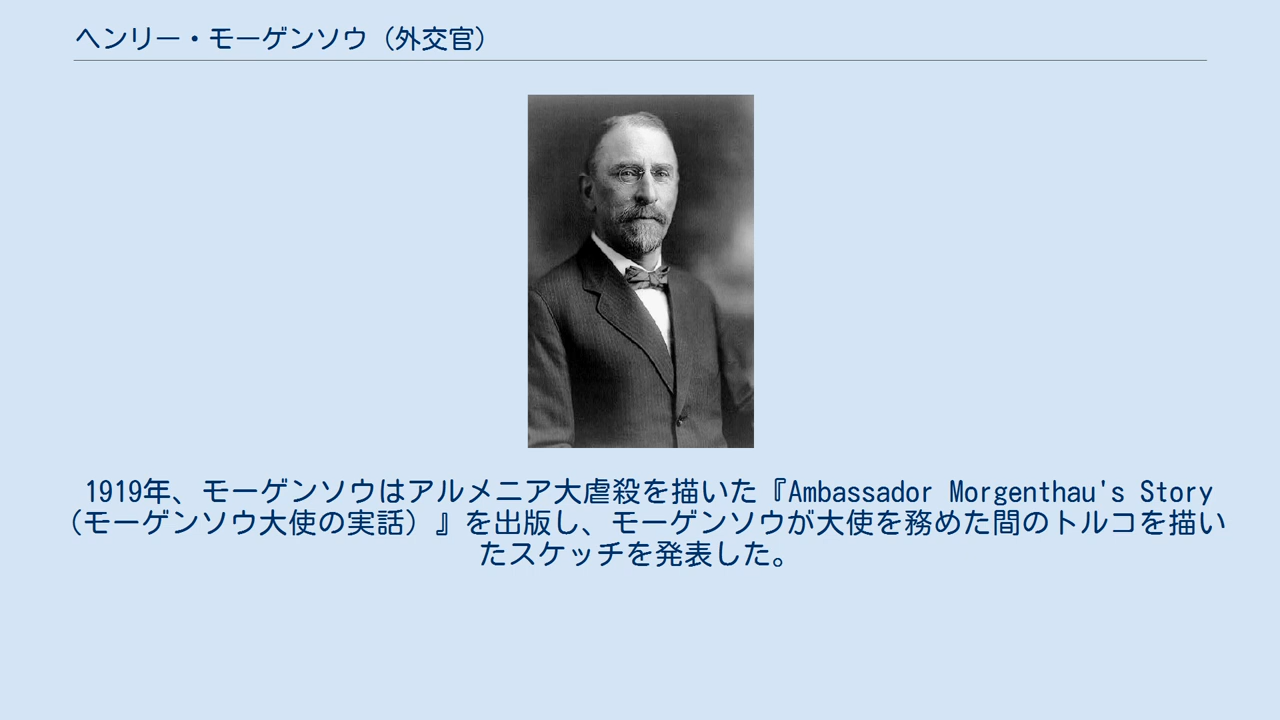 ヘンリー・モーゲンソウ（外交官）
1919年、モーゲンソウはアルメニア大虐殺を描いた『Ambassador Morgenthau's Story
（モーゲンソウ大使の実話）』を出版し、モーゲンソウが大使を務めた間のトルコを描い
たスケッチを発表した。